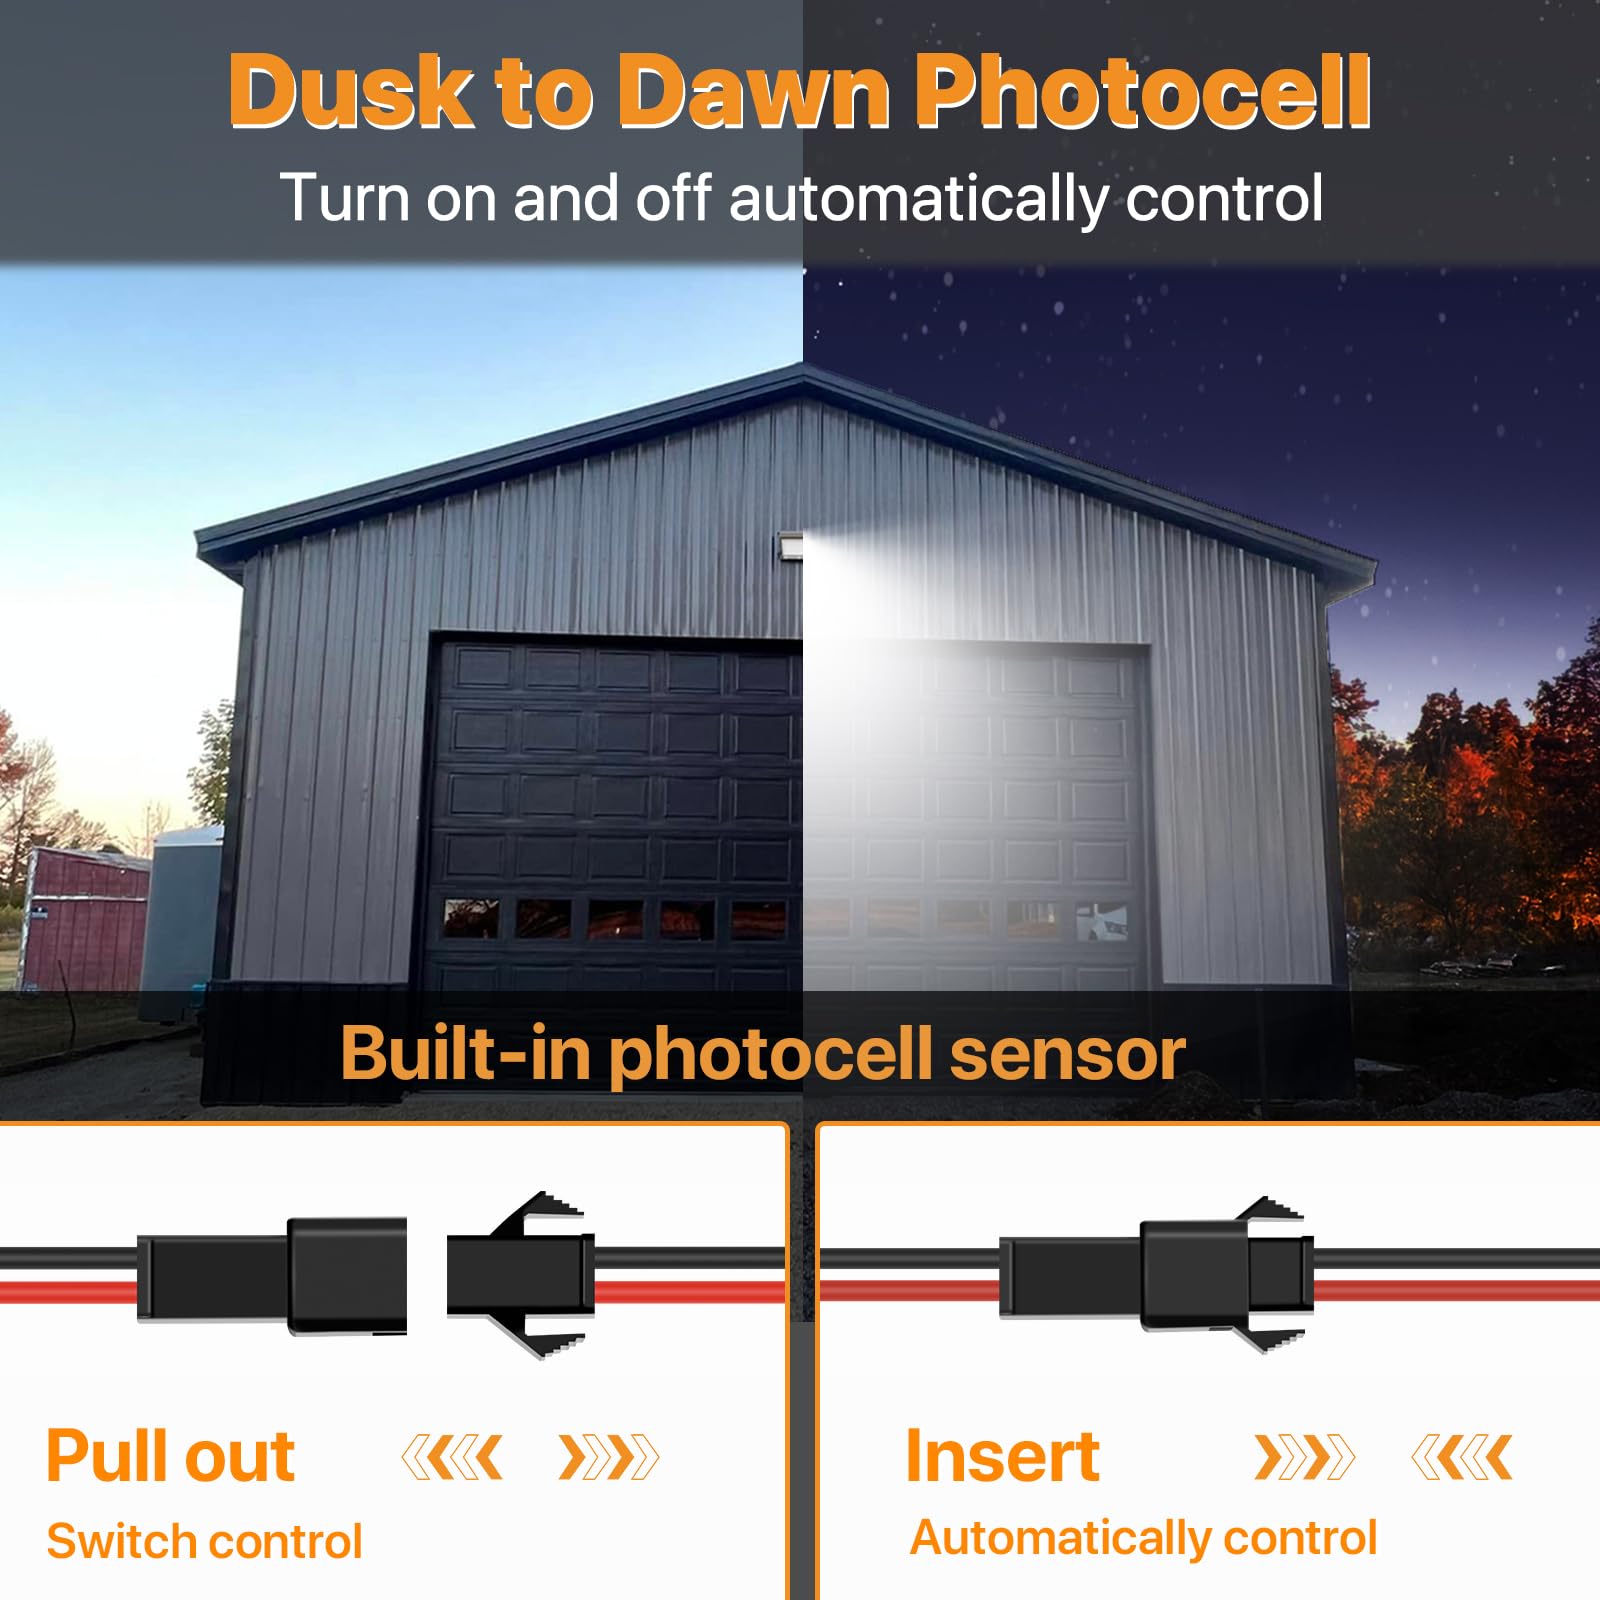 Dusk to Dawn Photocell
Turn on and off automatically control
Built-in photocell sensor
Pull out
Switch control
Insert
Automatically control